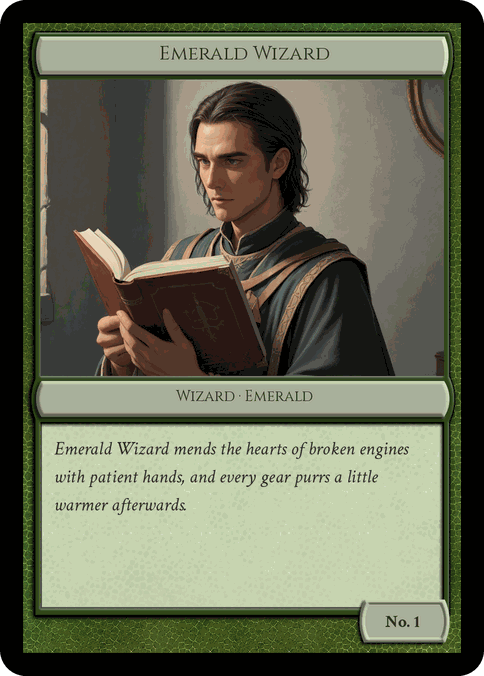 Emerald Wizard
Wizard · Emerald
Emerald Wizard mends the hearts of broken engines
with patient hands, and every gear purrs a little
warmer afterwards.
No. 1